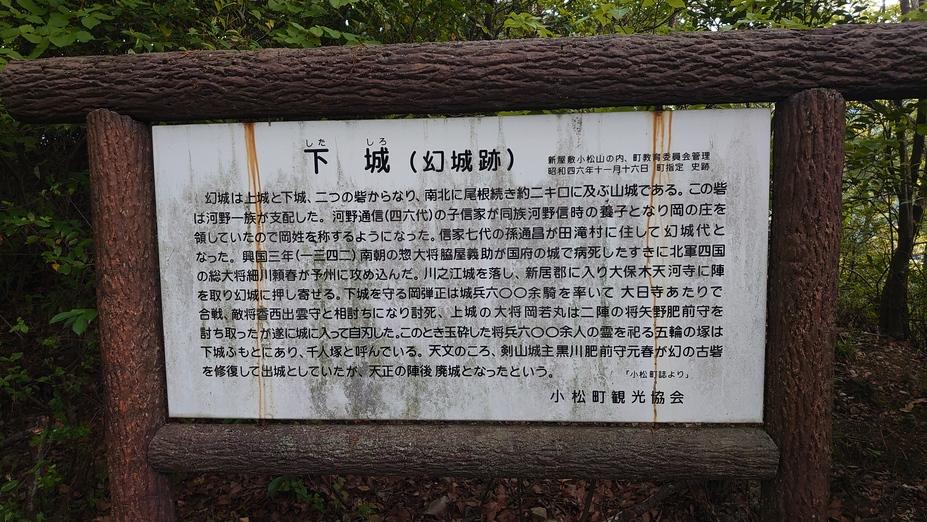 した しろ
下 城（幻城跡）
新屋敷小松山の内、町教育委員会管理
昭和四六年十一月十六日 町指定 史跡
幻城は上城と下城、二つの砦からなり、南北に尾根続き約二キロに及ぶ山城である。この砦
は河野一族が支配した。河野通信(四六代)の子信家が同族河野信時の養子となり岡の庄を
領していたので岡姓を称するようになった。信家七代の孫通昌が田滝村に住して幻城代と
なった。興国三年(一三四二)南朝の惣大将脇屋義助が国府の城で病死したすきに北軍四国
の総大将細川頼春が予州に攻め込んだ。川之江城を落し、新居郡に入り大保木天河寺に陣
を取り幻城に押し寄せる。下城を守る岡弾正は城兵六〇〇余騎を率いて 大日寺あたりで
合戦、敵将香西出雲守と相討ちになり討死、上城の大将岡若丸は二陣の将矢野肥前守を
討ち取ったが遂に城に入って自刃した。このとき玉砕した将兵六〇〇余人の霊を祀る五輪の塚は
下城ふもとにあり、千人塚と呼んでいる。天文のころ、剣山城主黒川肥前守元春が幻の古砦
を修復して出城としていたが、天正の陣後廃城となったという。
「小松町誌より」
小松町観光協会